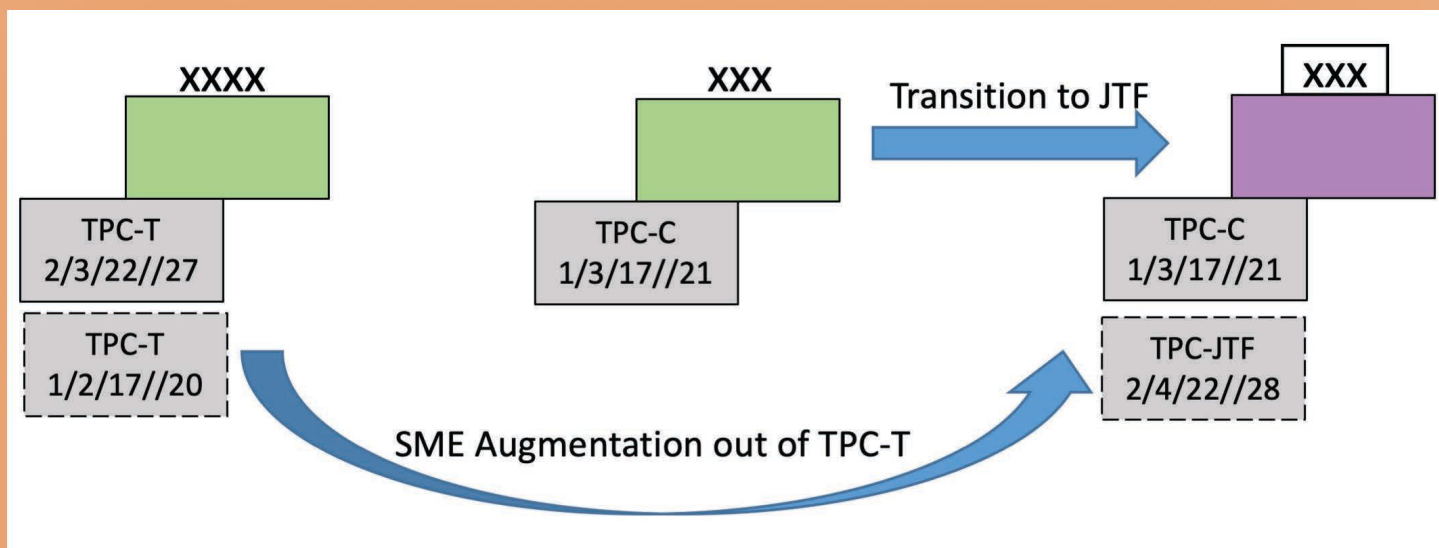 XXXX
TPC-T
2/3/22//27
TPC-T
1/2/17//20
XXX
TPC-C
1/3/17//21
Transition to JTF
XXX
TPC-C
1/3/17//21
TPC-JTF
2/4/22//28
SME Augmentation out of TPC-T